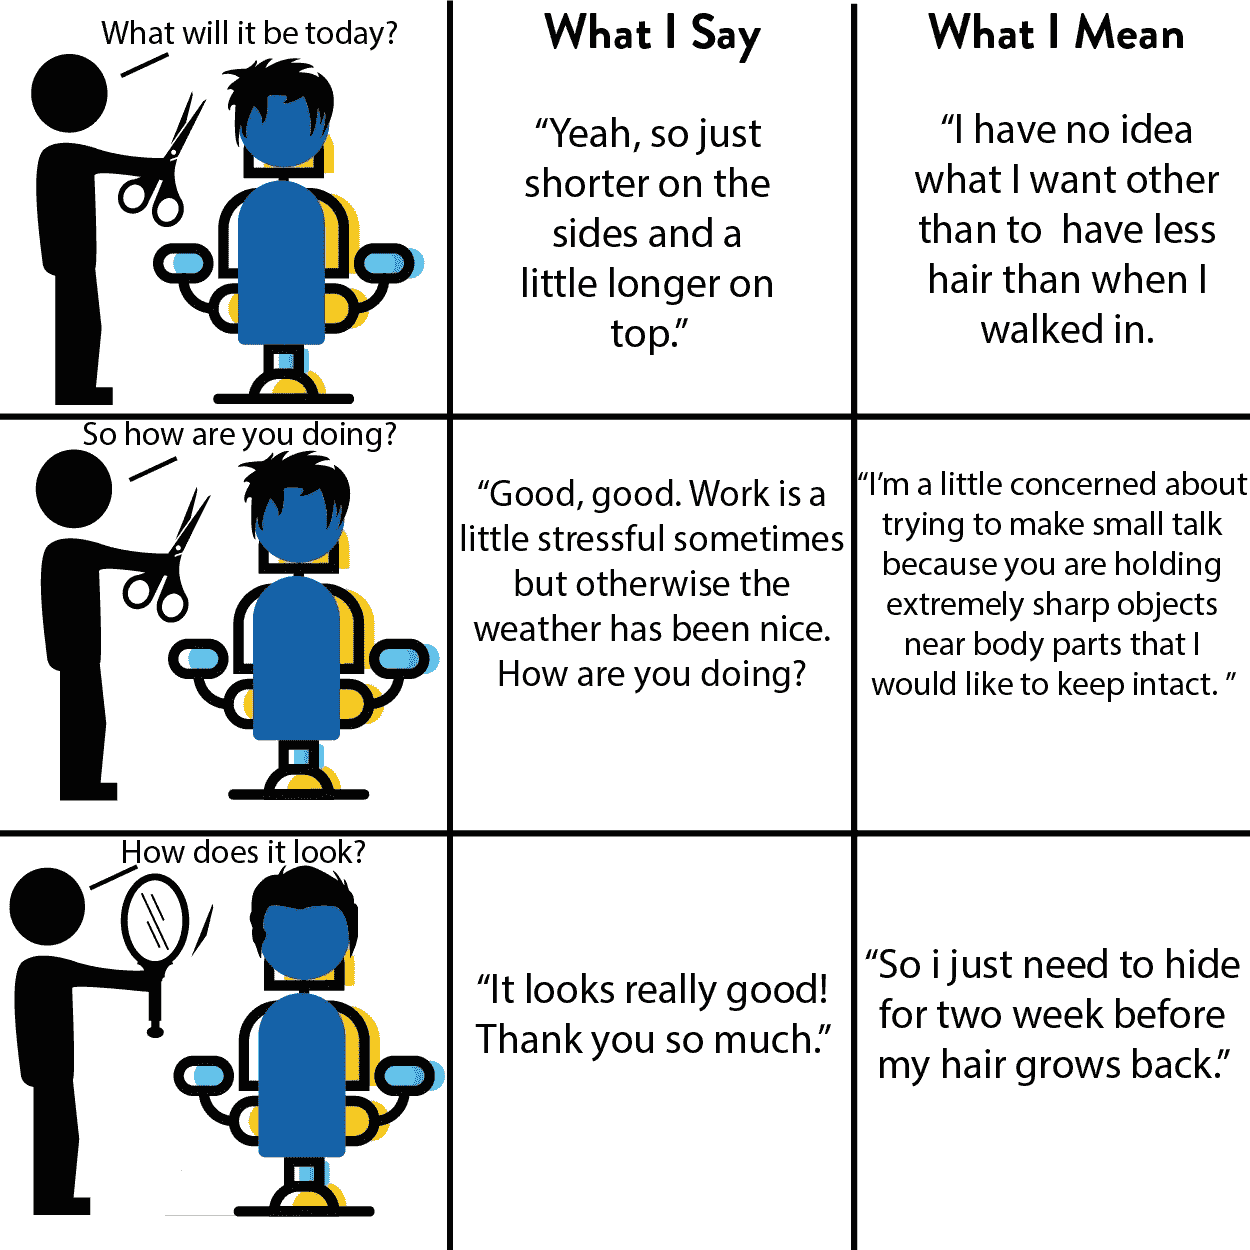 What will it be today?
What I Say
What I Mean
“Yeah, so just
shorter on the
sides and a
little longer on
top.”
“I have no idea
what I want other
than to  have less
hair than when I
walked in.
So how are you doing?
“Good, good. Work is a
little stressful sometimes
but otherwise the
weather has been nice.
How are you doing?
“I’m a little concerned about
trying to make small talk
because you are holding
extremely sharp objects
near body parts that I
would like to keep intact. ”
How does it look?
“It looks really good!
Thank you so much.”
“So i just need to hide
for two week before
my hair grows back.”